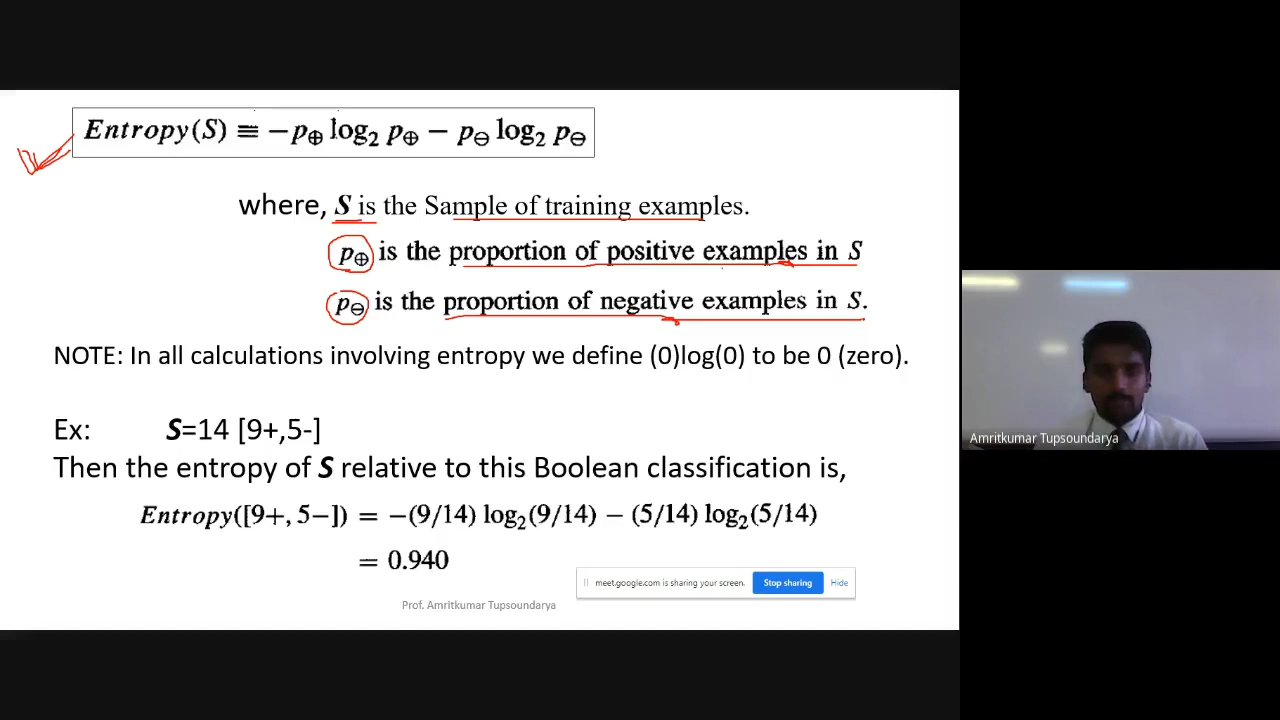 Entropy(S) ≡ −p⊕ log₂ p⊕ − p⊖ log₂ p⊖
where, S is the Sample of training examples.
p⊕ is the proportion of positive examples in S
p⊖ is the proportion of negative examples in S.
NOTE: In all calculations involving entropy we define (0)log(0) to be 0 (zero).
Ex: S=14 [9+,5-]
Then the entropy of S relative to this Boolean classification is,
Entropy([9+, 5−]) = −(9/14) log₂(9/14) − (5/14) log₂(5/14)
= 0.940
meet.google.com is sharing your screen. Stop sharing Hide
Prof. Amritkumar Tupsoundarya
Amritkumar Tupsoundarya